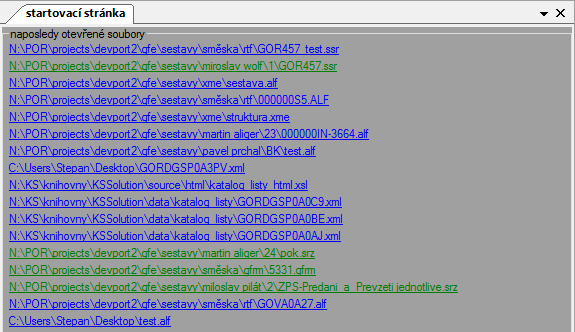 startovací stránka
naposledy otevřené soubory
N:\POR\projects\devport2\gfe\sestavy\směska\rtf\GOR457_test.ssr
N:\POR\projects\devport2\gfe\sestavy\miroslav wolf\1\GOR457.ssr
N:\POR\projects\devport2\gfe\sestavy\xme\sestava.alf
N:\POR\projects\devport2\gfe\sestavy\směska\rtf\000000S5.ALF
N:\POR\projects\devport2\gfe\sestavy\xme\struktura.xme
N:\POR\projects\devport2\gfe\sestavy\martin aliger\23\000000IN-3664.alf
N:\POR\projects\devport2\gfe\sestavy\pavel prchal\BK\test.alf
C:\Users\Stepan\Desktop\GORDGSP0A3PV.xml
N:\KS\knihovny\KSSolution\source\html\katalog_listy_html.xsl
N:\KS\knihovny\KSSolution\data\katalog_listy\GORDGSP0A0C9.xml
N:\KS\knihovny\KSSolution\data\katalog_listy\GORDGSP0A0BE.xml
N:\KS\knihovny\KSSolution\data\katalog_listy\GORDGSP0A0AJ.xml
N:\POR\projects\devport2\gfe\sestavy\martin aliger\24\pok.srz
N:\POR\projects\devport2\gfe\sestavy\směska\gfrm\5331.gfrm
N:\POR\projects\devport2\gfe\sestavy\miloslav pilát\2\ZPS-Predani_a_Prevzeti jednotlive.srz
N:\POR\projects\devport2\gfe\sestavy\směska\rtf\GOVA0A27.alf
C:\Users\Stepan\Desktop\test.alf